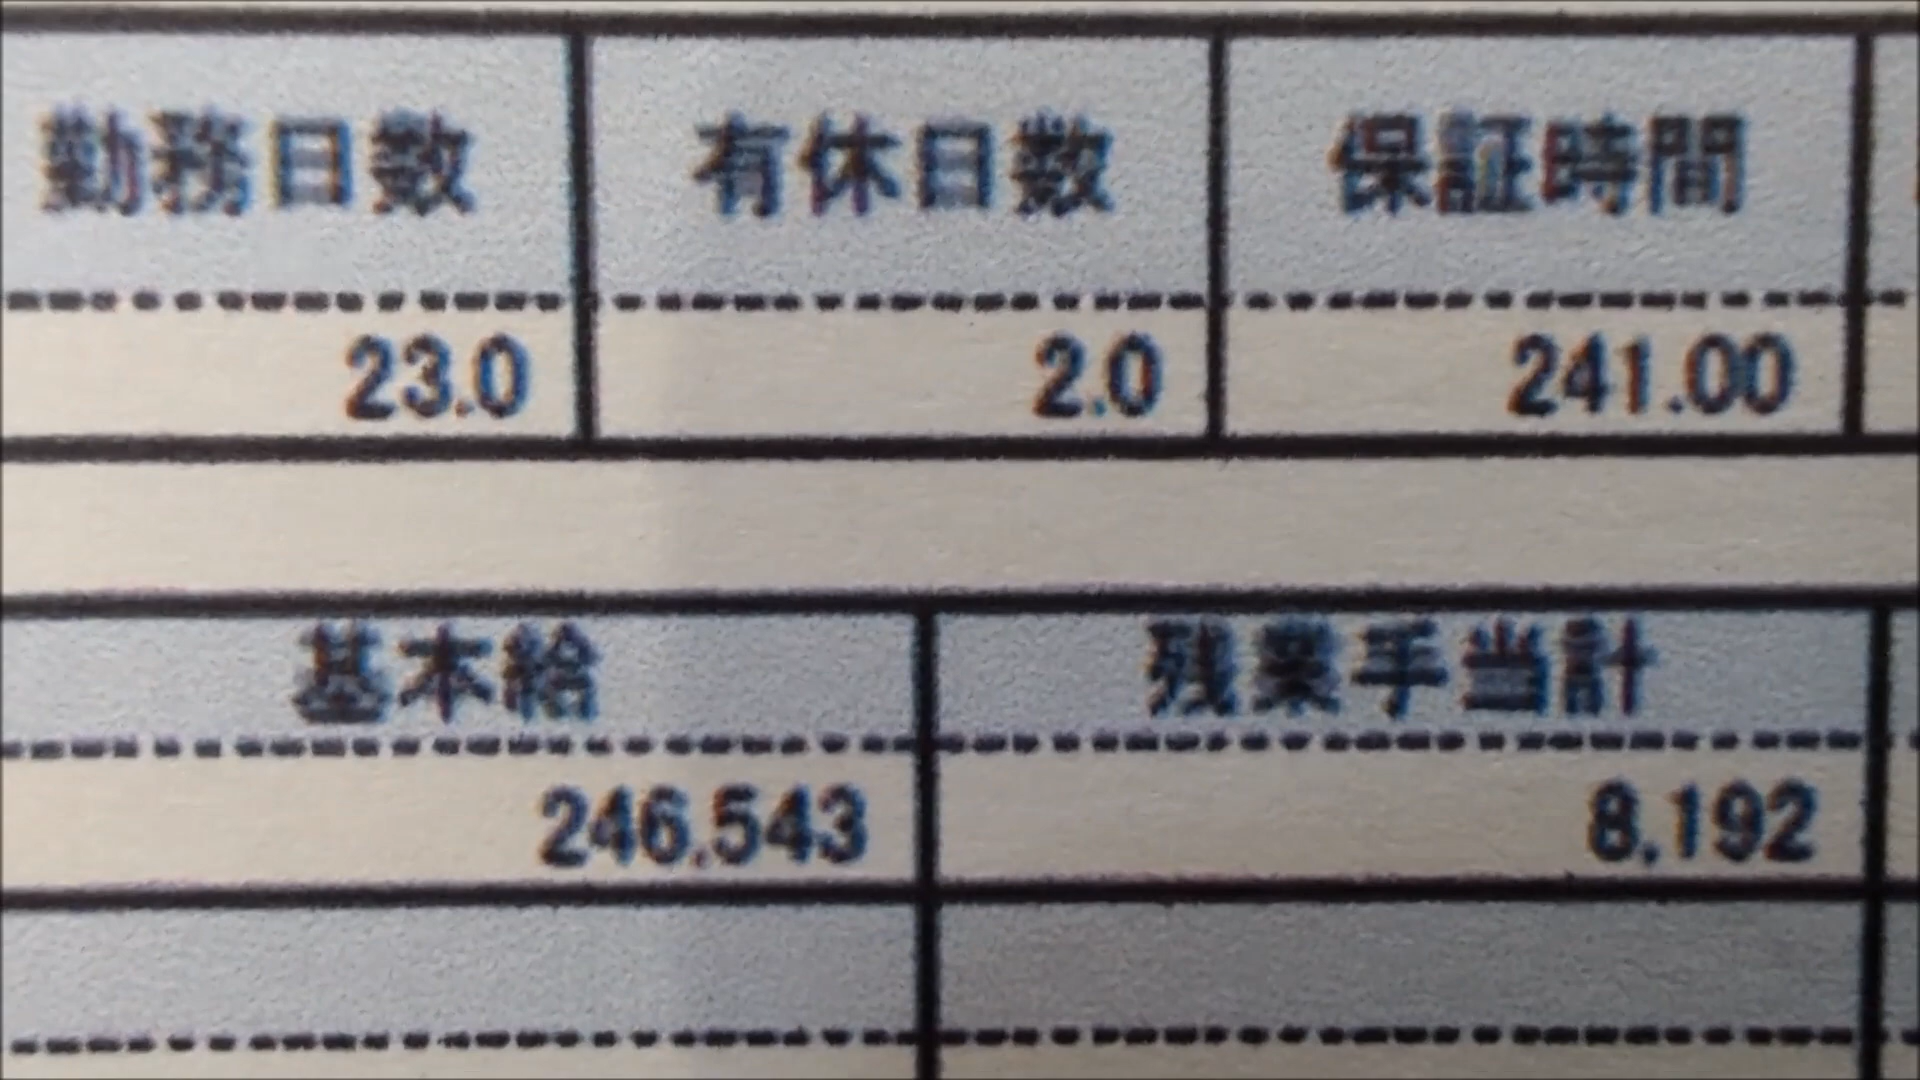 勤務日数 有休日数 保証時間
23.0 2.0 241.00
基本給 残業手当計
246,543 8,192